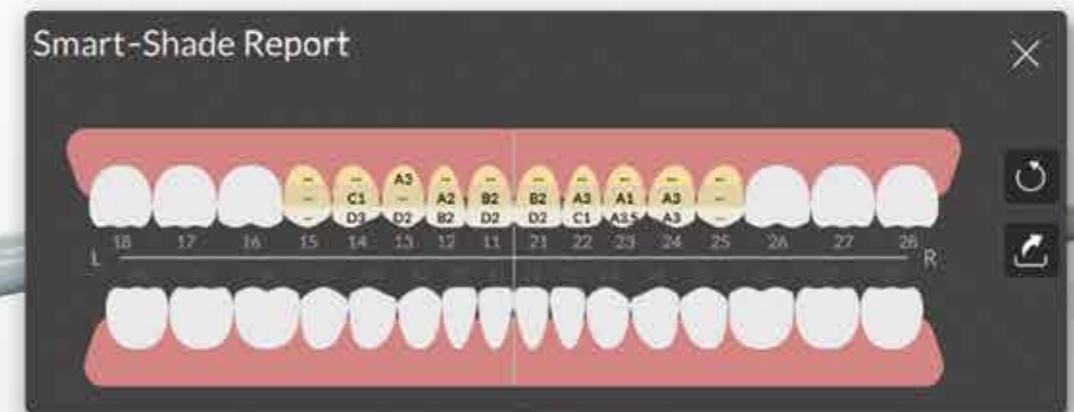 Smart-Shade Report
-- -- A3 -- -- -- -- -- -- --
-- C1 -- A2 B2 B2 A3 A1 A3 --
-- D3 D2 B2 D2 D2 C1 A3.5 A3 --
18 17 16 15 14 13 12 11 21 22 23 24 25 26 27 28
L R